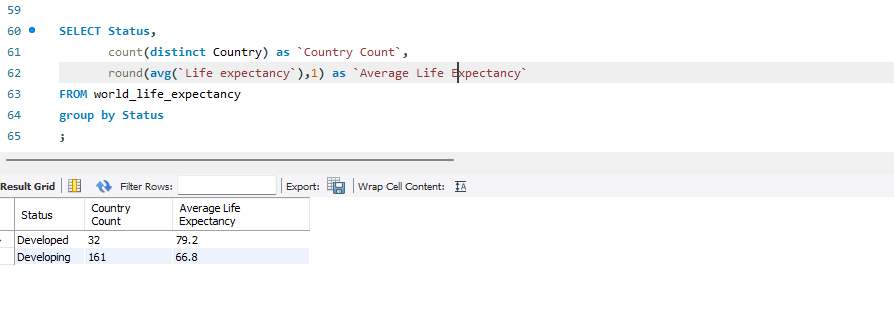 59
60 SELECT Status,
61 count(distinct Country) as `Country Count`,
62 round(avg(`Life expectancy`),1) as `Average Life Expectancy`
63 FROM world_life_expectancy
64 group by Status
65 ;
Result Grid Filter Rows: Export: Wrap Cell Content: IA
Status Country Count Average Life Expectancy
Developed 32 79.2
Developing 161 66.8